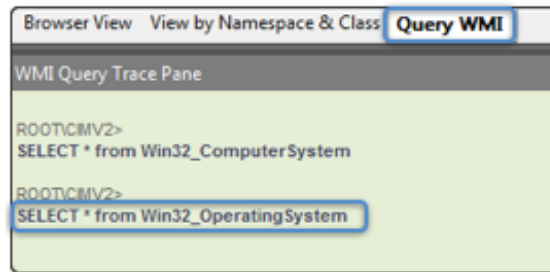 Browser View View by Namespace & Class Query WMI
WMI Query Trace Pane
ROOT\CIMV2>
SELECT * from Win32_ComputerSystem
ROOT\CIMV2>
SELECT * from Win32_OperatingSystem